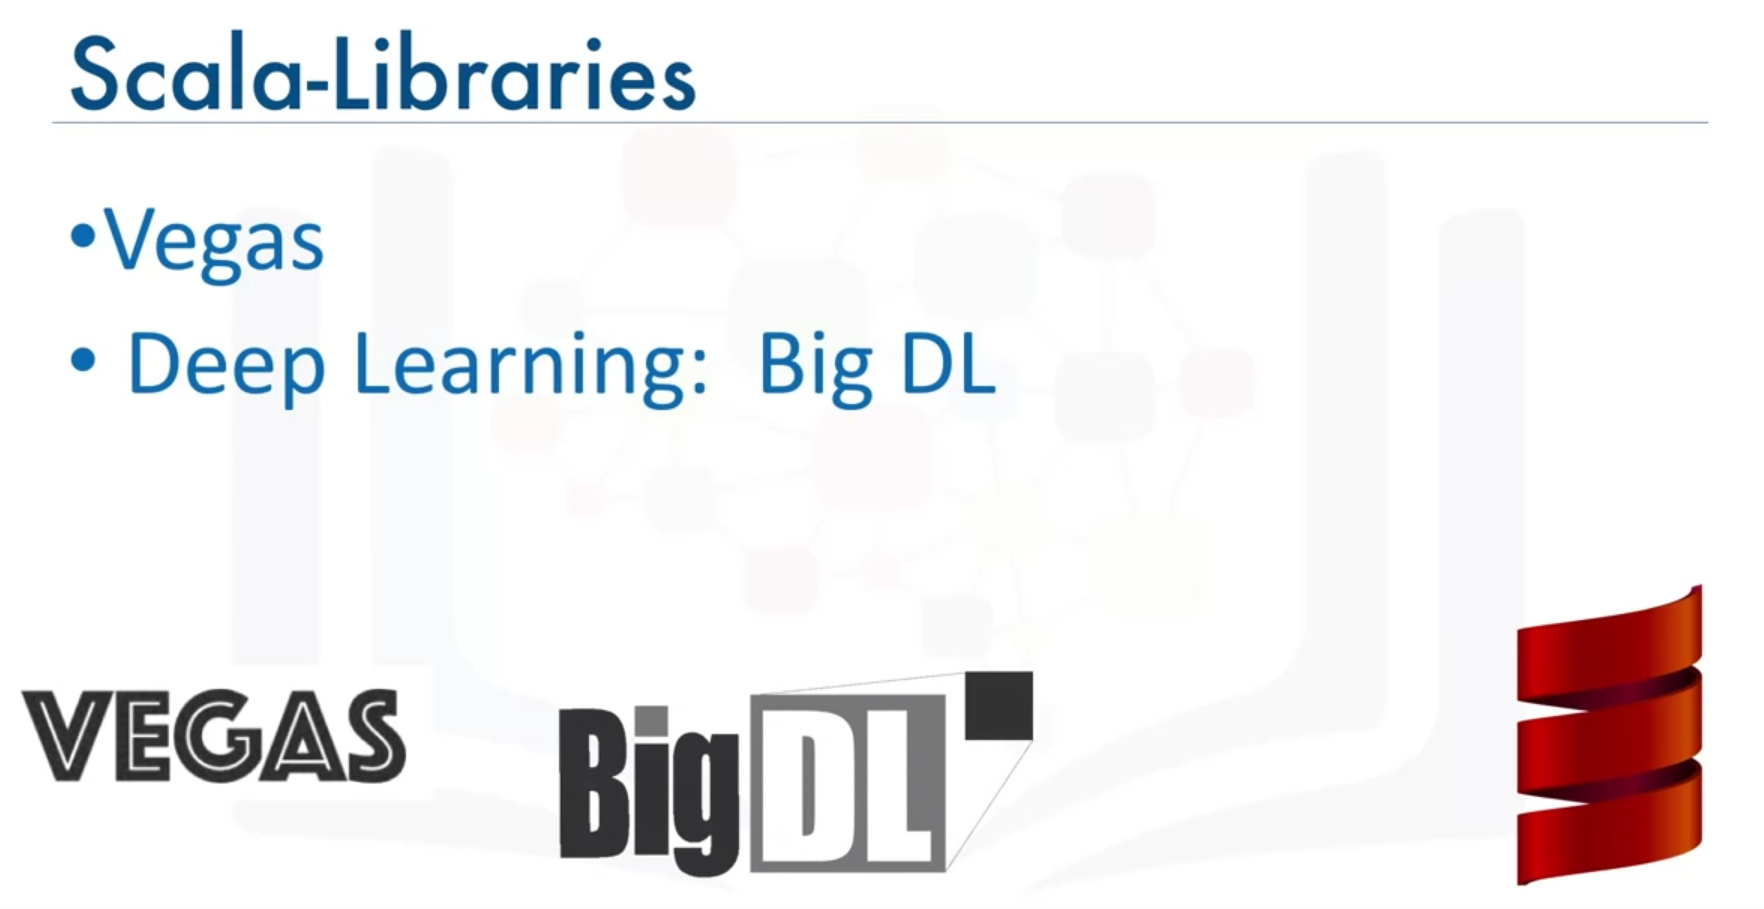 Scala-Libraries
•Vegas
• Deep Learning: Big DL
VEGAS
BigDL